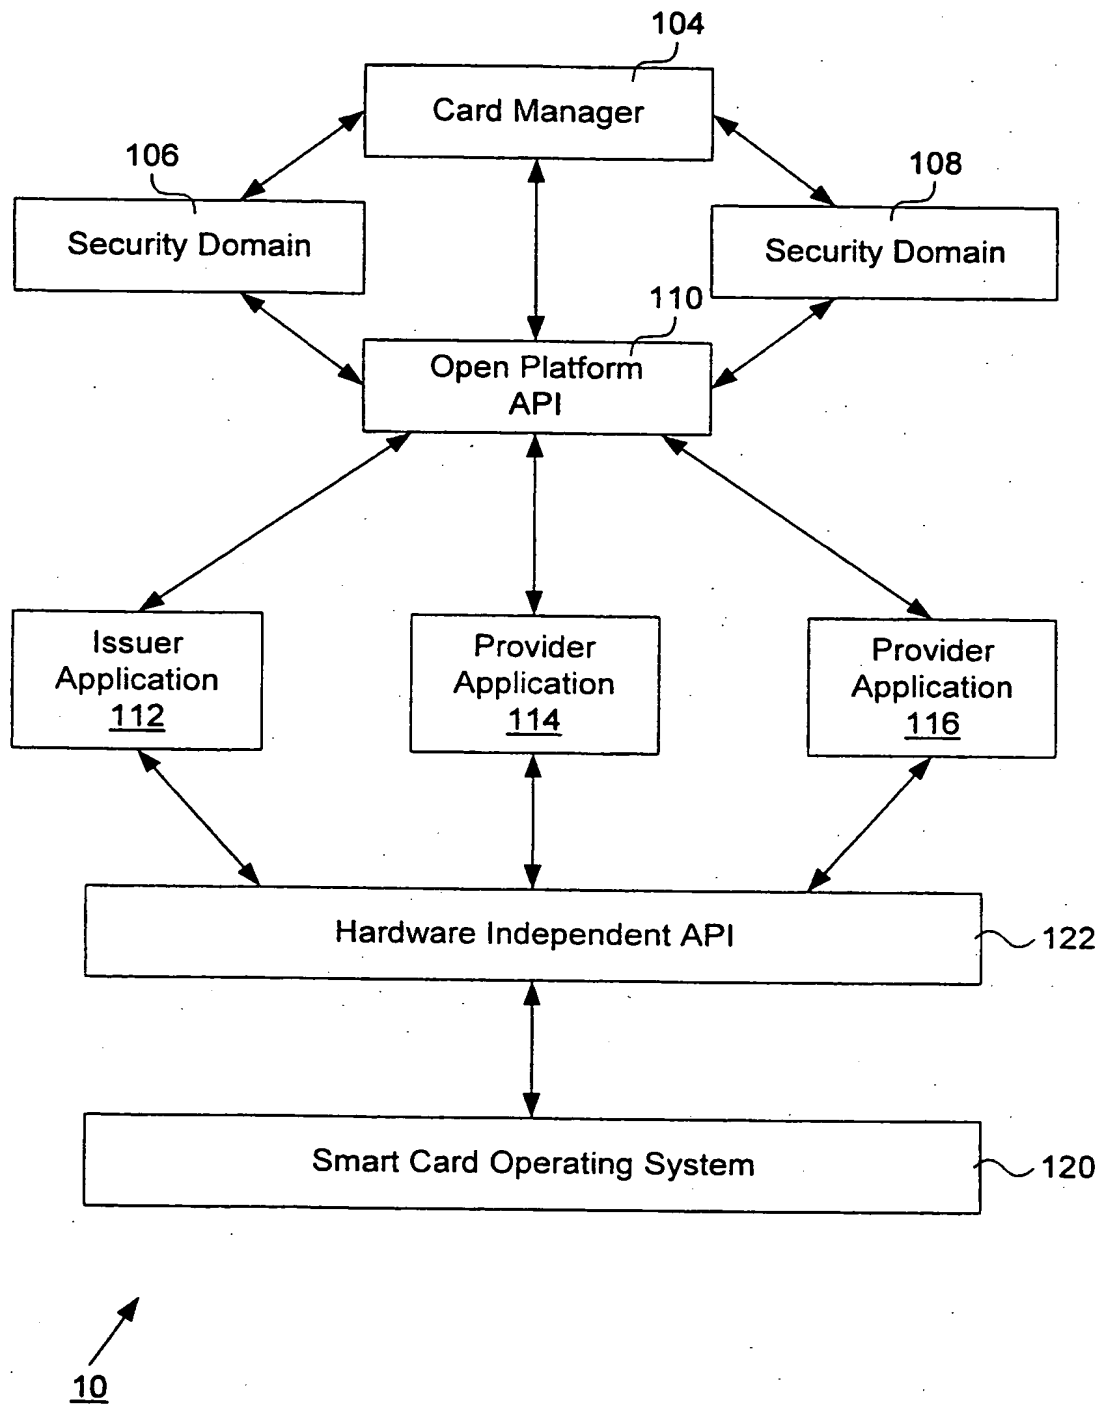 104
Card Manager
106
108
Security Domain
Security Domain
110
Open Platform
API
Issuer
Application
112
Provider
Application
114
Provider
Application
116
Hardware Independent API
122
Smart Card Operating System
120
10